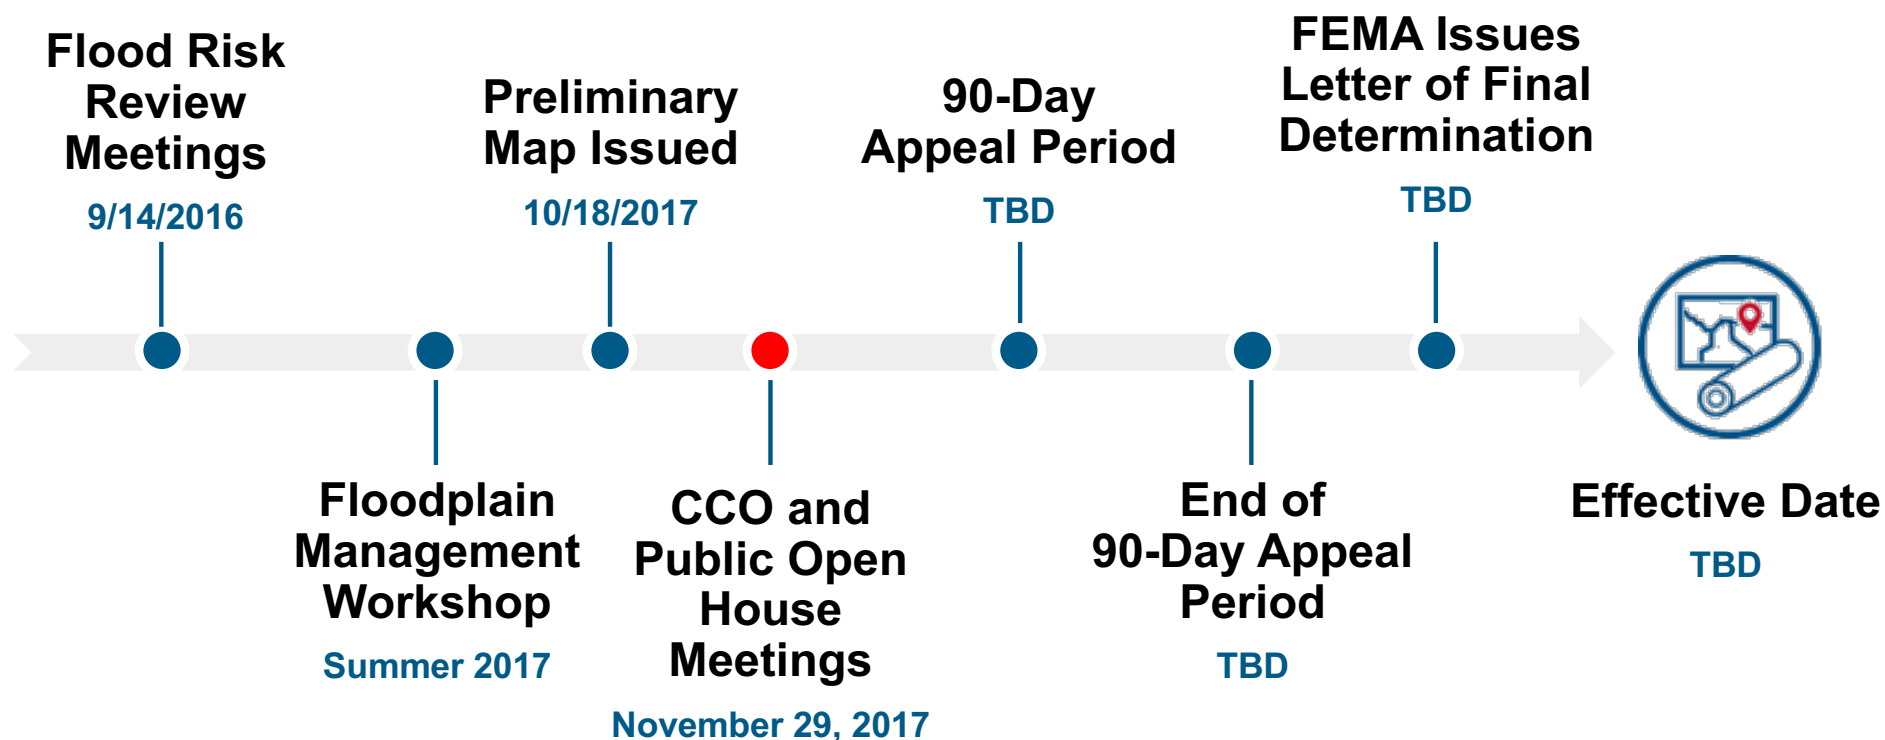 Flood Risk
Review
Meetings
9/14/2016
Preliminary
Map Issued
10/18/2017
90-Day
Appeal Period
TBD
FEMA Issues
Letter of Final
Determination
TBD
Floodplain
Management
Workshop
Summer 2017
CCO and
Public Open
House
Meetings
November 29, 2017
End of
90-Day Appeal
Period
TBD
Effective Date
TBD